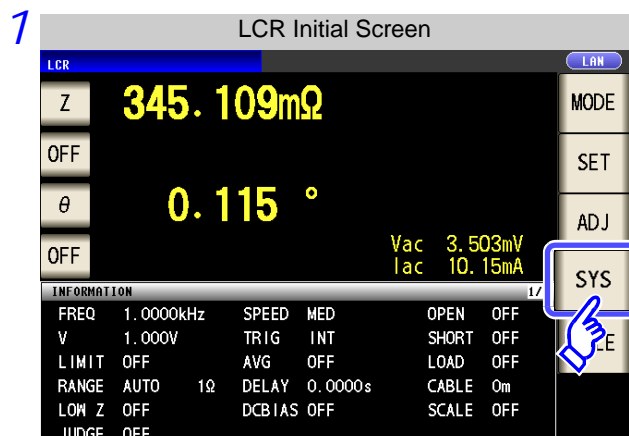 1
LCR Initial Screen
LCR
LAN
Z 345.109mΩ
MODE
OFF
SET
θ 0.115 °
ADJ
OFF
Vac 3.503mV
Iac 10.15mA
SYS
INFORMATION 1/
FREQ 1.0000kHz SPEED MED OPEN OFF
V 1.000V TRIG INT SHORT OFF
LIMIT OFF AVG OFF LOAD OFF
RANGE AUTO 1Ω DELAY 0.0000s CABLE 0m
LOW Z OFF DCBIAS OFF SCALE OFF
JUDGE OFF